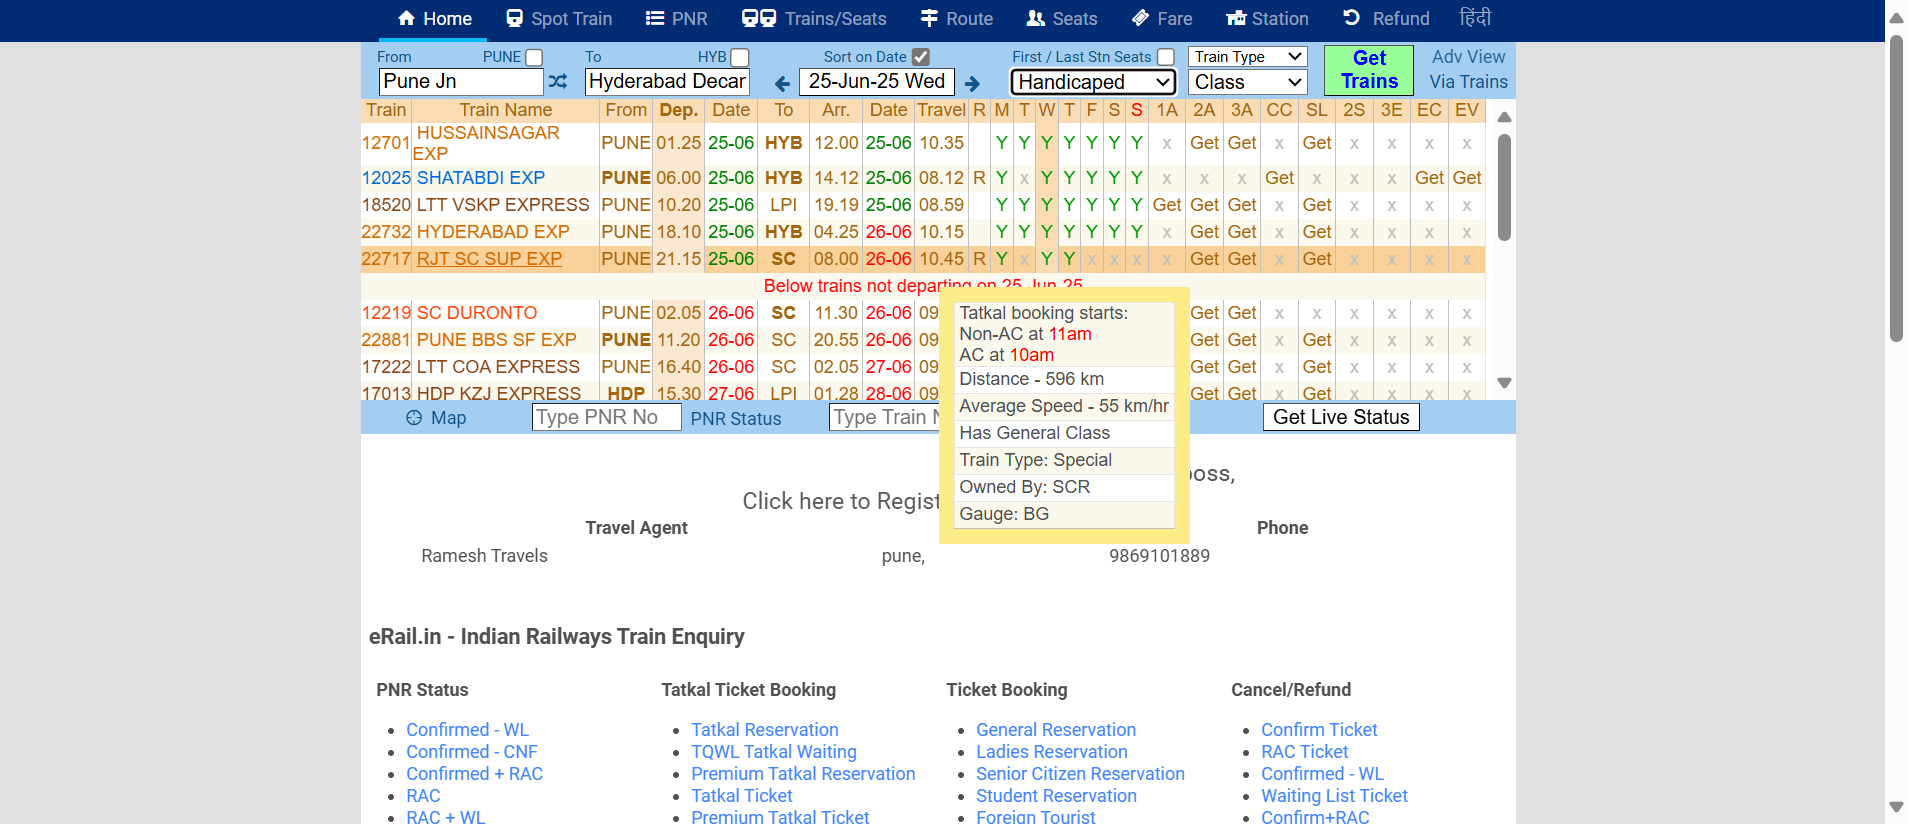 Home Spot Train PNR Trains/Seats Route Seats Fare Station Refund हिंदी
From PUNE To HYB Sort on Date First / Last Stn Seats Train Type Get Trains Adv View
Pune Jn Hyderabad Decan 25-Jun-25 Wed Handicaped Class Via Trains
Train Train Name From Dep. Date To Arr. Date Travel R M T W T F S S 1A 2A 3A CC SL 2S 3E EC EV
12701 HUSSAINSAGAR EXP PUNE 01.25 25-06 HYB 12.00 25-06 10.35 Y Y Y Y Y Y Y x Get Get x Get x x x x
12025 SHATABDI EXP PUNE 06.00 25-06 HYB 14.12 25-06 08.12 R Y x Y Y Y Y Y x x x Get x x x Get Get
18520 LTT VSKP EXPRESS PUNE 10.20 25-06 LPI 19.19 25-06 08.59 Y Y Y Y Y Y Y Get Get Get x Get x x x x
22732 HYDERABAD EXP PUNE 18.10 25-06 HYB 04.25 26-06 10.15 Y Y Y Y Y Y Y x Get Get x Get x x x x
22717 RJT SC SUP EXP PUNE 21.15 25-06 SC 08.00 26-06 10.45 R Y x Y Y x x x x Get Get x Get x x x x
Below trains not departing on 25-Jun-25
12219 SC DURONTO PUNE 02.05 26-06 SC 11.30 26-06 09 Get Get x x x x x x
22881 PUNE BBS SF EXP PUNE 11.20 26-06 SC 20.55 26-06 09 Get Get x Get x x x x
17222 LTT COA EXPRESS PUNE 16.40 26-06 SC 02.05 27-06 09 Get Get x Get x x x x
17013 HDP KZJ EXPRESS HDP 15.30 27-06 LPI 01.28 28-06 09 Get Get x Get x x x x
Tatkal booking starts:
Non-AC at 11am
AC at 10am
Distance - 596 km
Average Speed - 55 km/hr
Has General Class
Train Type: Special
Owned By: SCR
Gauge: BG
Map Type PNR No PNR Status Type Train Get Live Status
oss,
Click here to Regist
Travel Agent Phone
Ramesh Travels pune, 9869101889
eRail.in - Indian Railways Train Enquiry
PNR Status Tatkal Ticket Booking Ticket Booking Cancel/Refund
Confirmed - WL Tatkal Reservation General Reservation Confirm Ticket
Confirmed - CNF TQWL Tatkal Waiting Ladies Reservation RAC Ticket
Confirmed + RAC Premium Tatkal Reservation Senior Citizen Reservation Confirmed - WL
RAC Tatkal Ticket Student Reservation Waiting List Ticket
RAC + WL Premium Tatkal Ticket Foreign Tourist Confirm+RAC